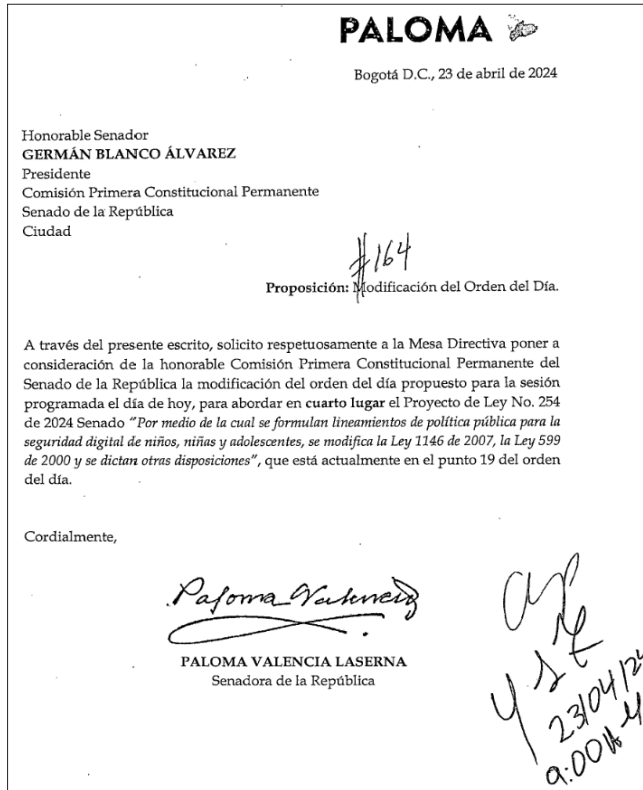 PALOMA
Bogotá D.C., 23 de abril de 2024
Honorable Senador
GERMÁN BLANCO ÁLVAREZ
Presidente
Comisión Primera Constitucional Permanente
Senado de la República
Ciudad
#164
Proposición: Modificación del Orden del Día.
A través del presente escrito, solicito respetuosamente a la Mesa Directiva poner a
consideración de la honorable Comisión Primera Constitucional Permanente del
Senado de la República la modificación del orden del día propuesto para la sesión
programada el día de hoy, para abordar en cuarto lugar el Proyecto de Ley No. 254
de 2024 Senado "Por medio de la cual se formulan lineamientos de política pública para la
seguridad digital de niños, niñas y adolescentes, se modifica la Ley 1146 de 2007, la Ley 599
de 2000 y se dictan otras disposiciones", que está actualmente en el punto 19 del orden
del día.
Cordialmente,
Paloma Valencia
PALOMA VALENCIA LASERNA
Senadora de la República
23/04/24
9:00